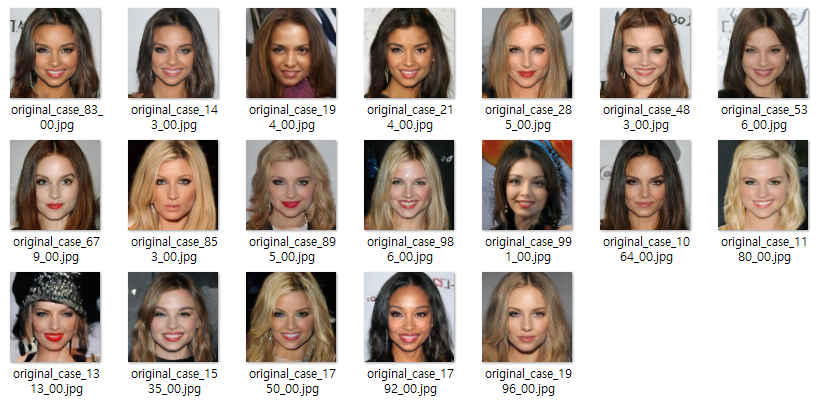 original_case_83_
00.jpg
original_case_14
3_00.jpg
original_case_19
4_00.jpg
original_case_21
4_00.jpg
original_case_28
5_00.jpg
original_case_48
3_00.jpg
original_case_53
6_00.jpg
original_case_67
9_00.jpg
original_case_85
3_00.jpg
original_case_89
5_00.jpg
original_case_98
6_00.jpg
original_case_99
1_00.jpg
original_case_10
64_00.jpg
original_case_11
80_00.jpg
original_case_13
13_00.jpg
original_case_15
35_00.jpg
original_case_17
50_00.jpg
original_case_17
92_00.jpg
original_case_19
96_00.jpg